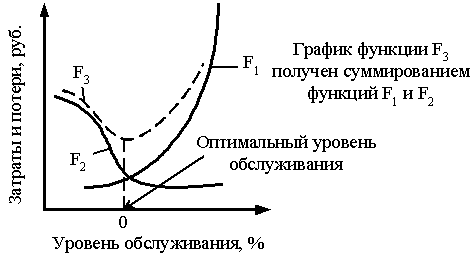 Затраты и потери, руб.
F3
F1
F2
График функции F3
получен суммированием
функций F1 и F2
Оптимальный уровень
обслуживания
0
Уровень обслуживания, %